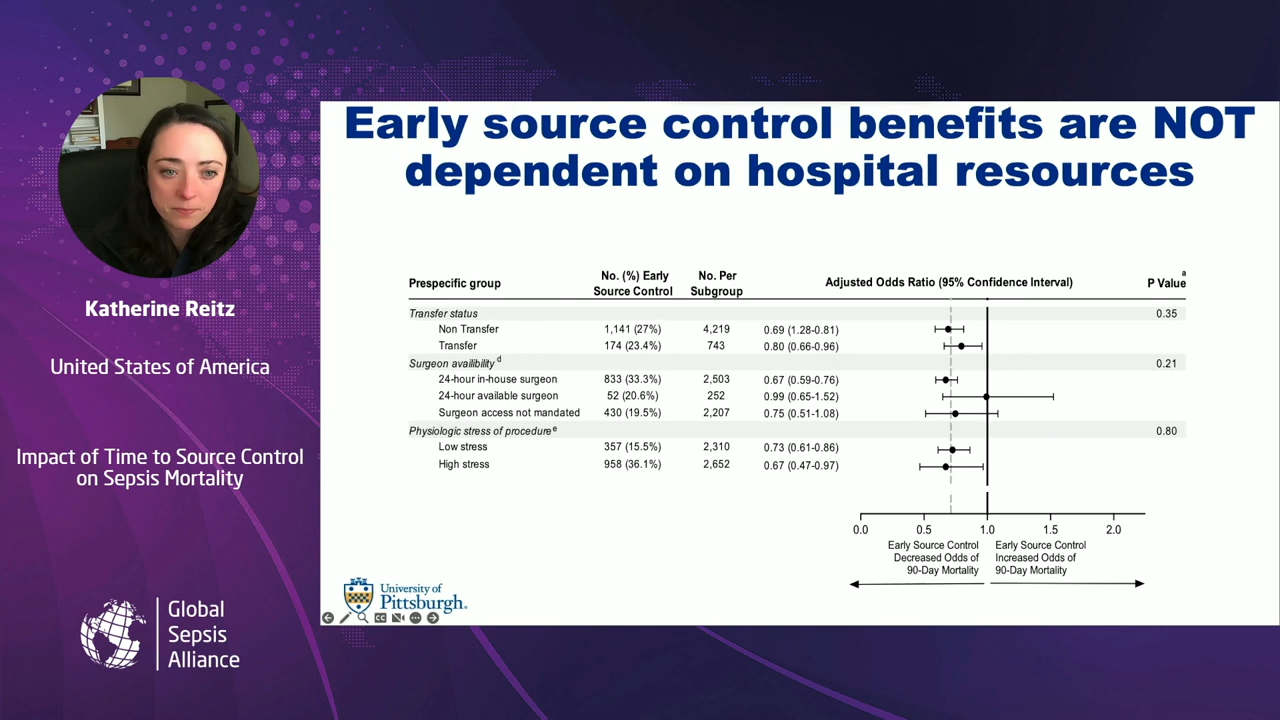 Early source control benefits are NOT
dependent on hospital resources
Katherine Reitz
United States of America
Impact of Time to Source Control
on Sepsis Mortality
Global
Sepsis
Alliance
Prespecific group No. (%) Early Source Control No. Per Subgroup Adjusted Odds Ratio (95% Confidence Interval) P Value a
Transfer status 0.35
Non Transfer 1,141 (27%) 4,219 0.69 (1.28-0.81)
Transfer 174 (23.4%) 743 0.80 (0.66-0.96)
Surgeon availibility d 0.21
24-hour in-house surgeon 833 (33.3%) 2,503 0.67 (0.59-0.76)
24-hour available surgeon 52 (20.6%) 252 0.99 (0.65-1.52)
Surgeon access not mandated 430 (19.5%) 2,207 0.75 (0.51-1.08)
Physiologic stress of procedure e 0.80
Low stress 357 (15.5%) 2,310 0.73 (0.61-0.86)
High stress 958 (36.1%) 2,652 0.67 (0.47-0.97)
0.0 0.5 1.0 1.5 2.0
Early Source Control
Decreased Odds of
90-Day Mortality
Early Source Control
Increased Odds of
90-Day Mortality
University of
Pittsburgh.
CC